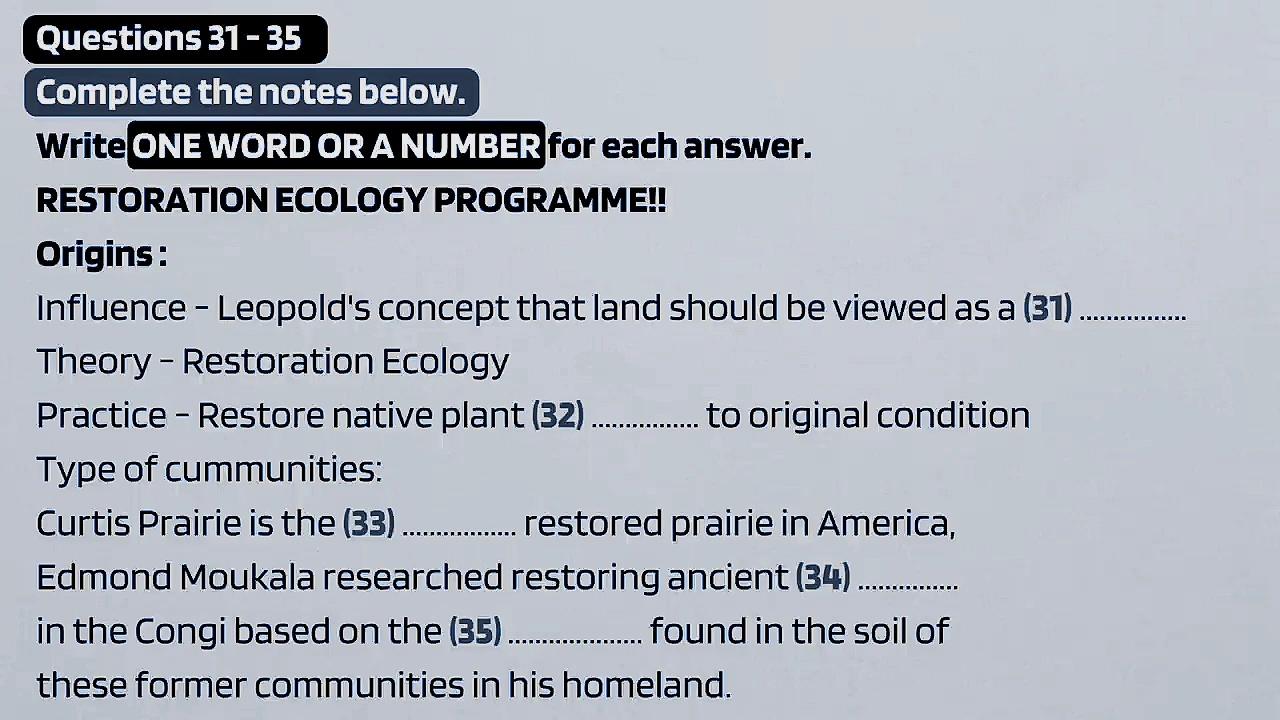 Questions 31 - 35
Complete the notes below.
Write ONE WORD OR A NUMBER for each answer.
RESTORATION ECOLOGY PROGRAMME!!
Origins :
Influence - Leopold's concept that land should be viewed as a (31) ................
Theory - Restoration Ecology
Practice - Restore native plant (32) ................ to original condition
Type of cummunities:
Curtis Prairie is the (33) ................. restored prairie in America,
Edmond Moukala researched restoring ancient (34) ...............
in the Congi based on the (35) .................... found in the soil of
these former communities in his homeland.